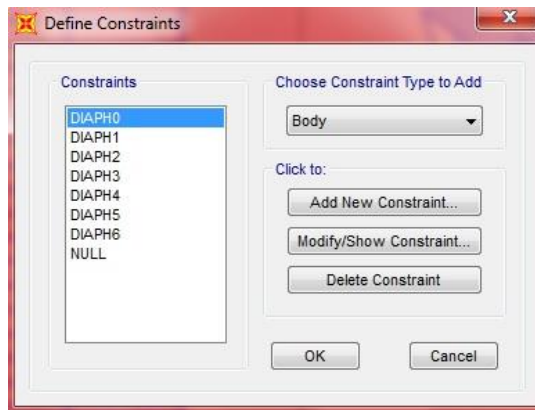 Define Constraints
Constraints
DIAPH0
DIAPH1
DIAPH2
DIAPH3
DIAPH4
DIAPH5
DIAPH6
NULL
Choose Constraint Type to Add
Body
Click to:
Add New Constraint...
Modify/Show Constraint...
Delete Constraint
OK
Cancel